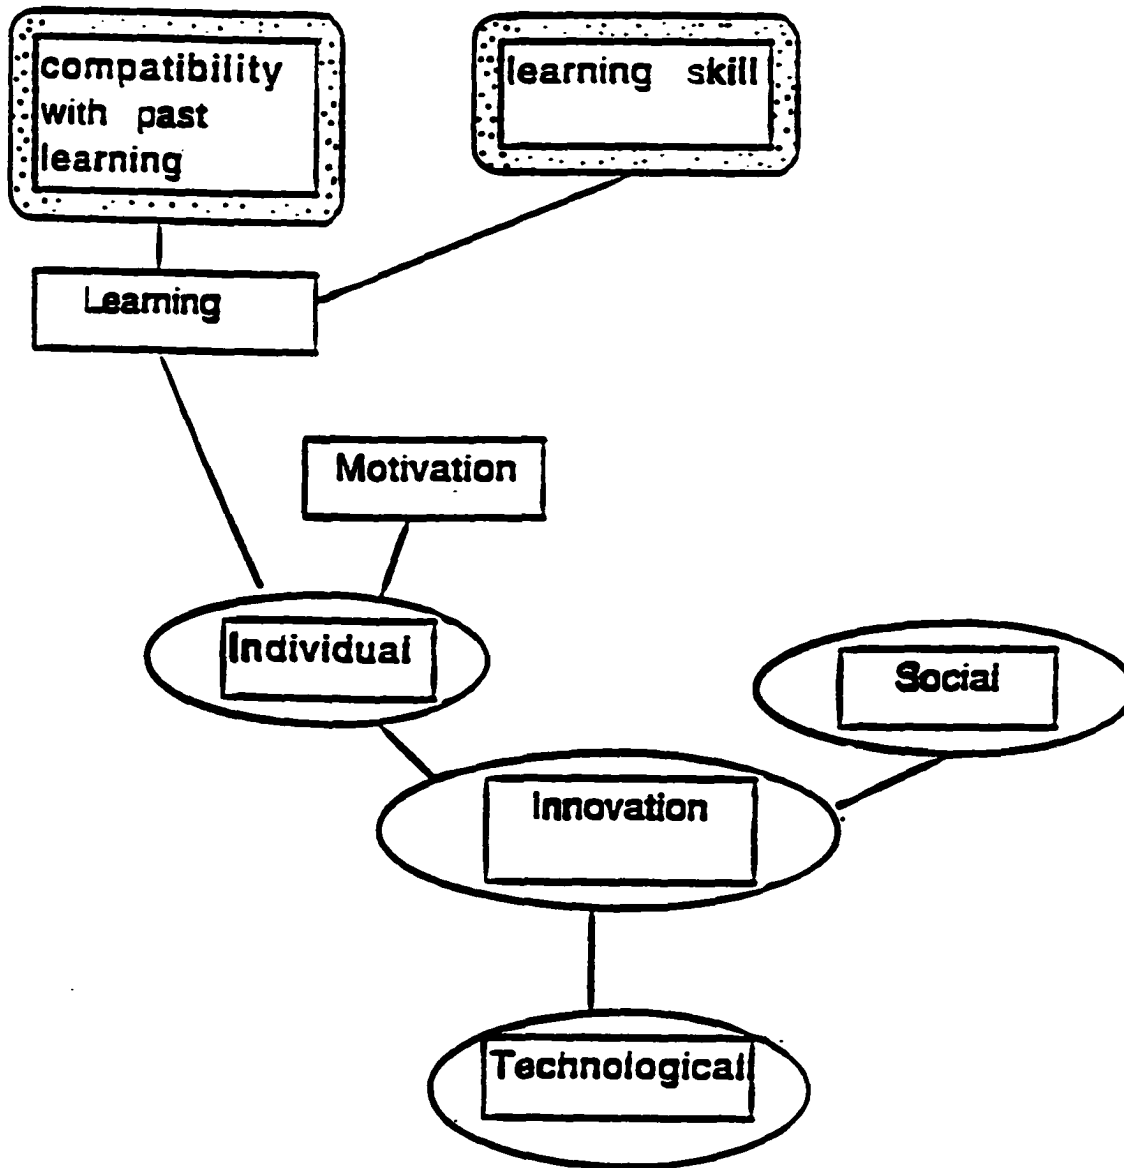 compatibility
with past
learning
learning skill
Learning
Motivation
Individual
Social
Innovation
Technological